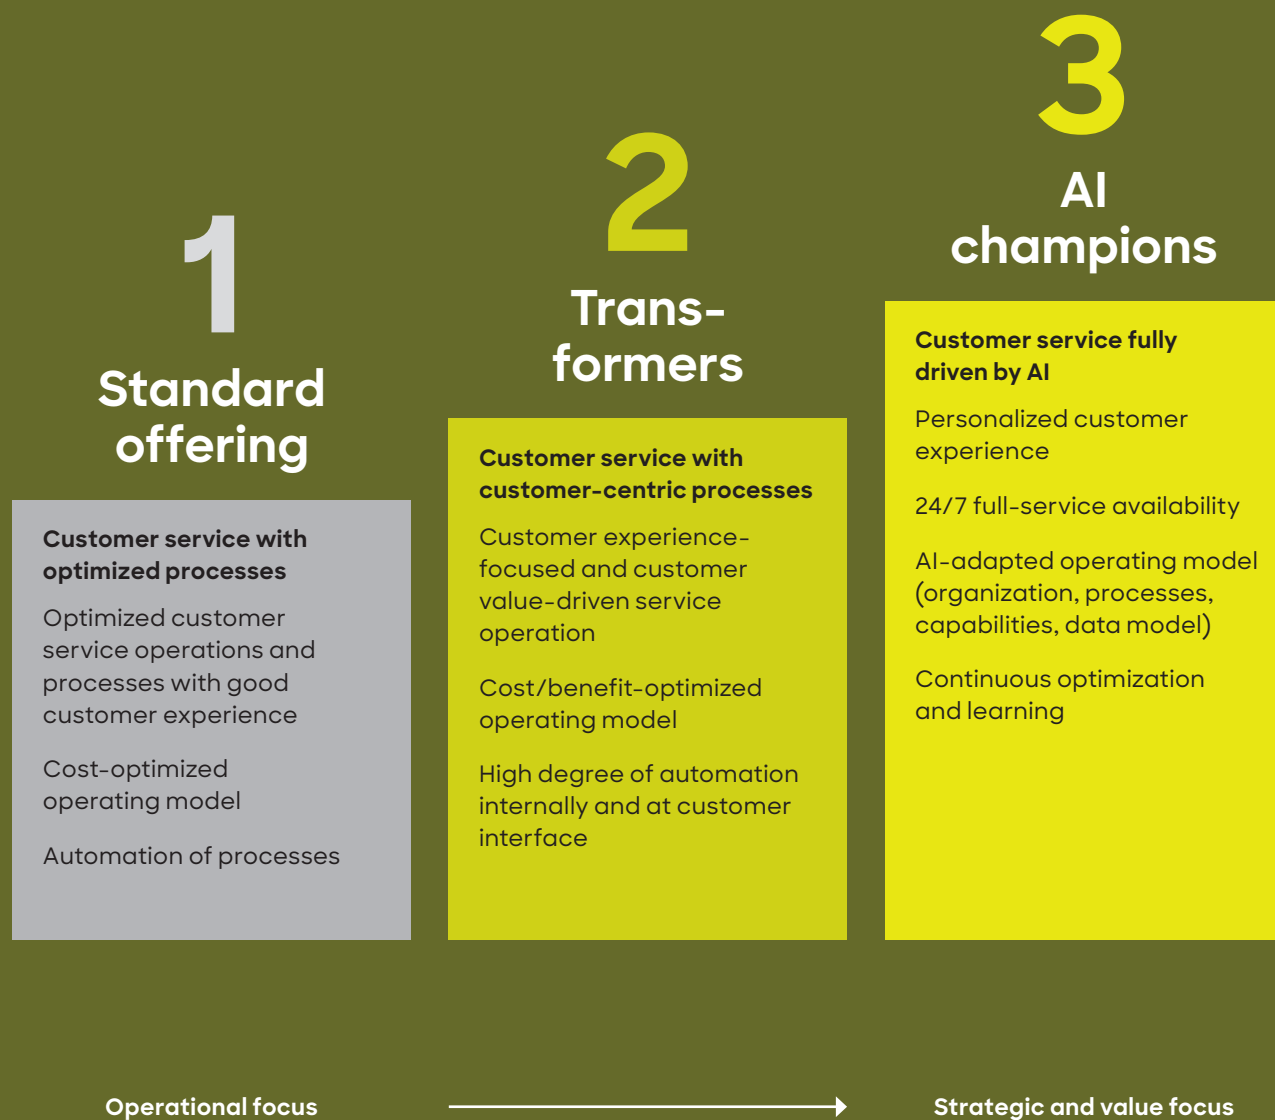 1
Standard
offering
Customer service with
optimized processes
Optimized customer
service operations and
processes with good
customer experience
Cost-optimized
operating model
Automation of processes
2
Trans-
formers
Customer service with
customer-centric processes
Customer experience-
focused and customer
value-driven service
operation
Cost/benefit-optimized
operating model
High degree of automation
internally and at customer
interface
3
AI
champions
Customer service fully
driven by AI
Personalized customer
experience
24/7 full-service availability
AI-adapted operating model
(organization, processes,
capabilities, data model)
Continuous optimization
and learning
Operational focus
Strategic and value focus